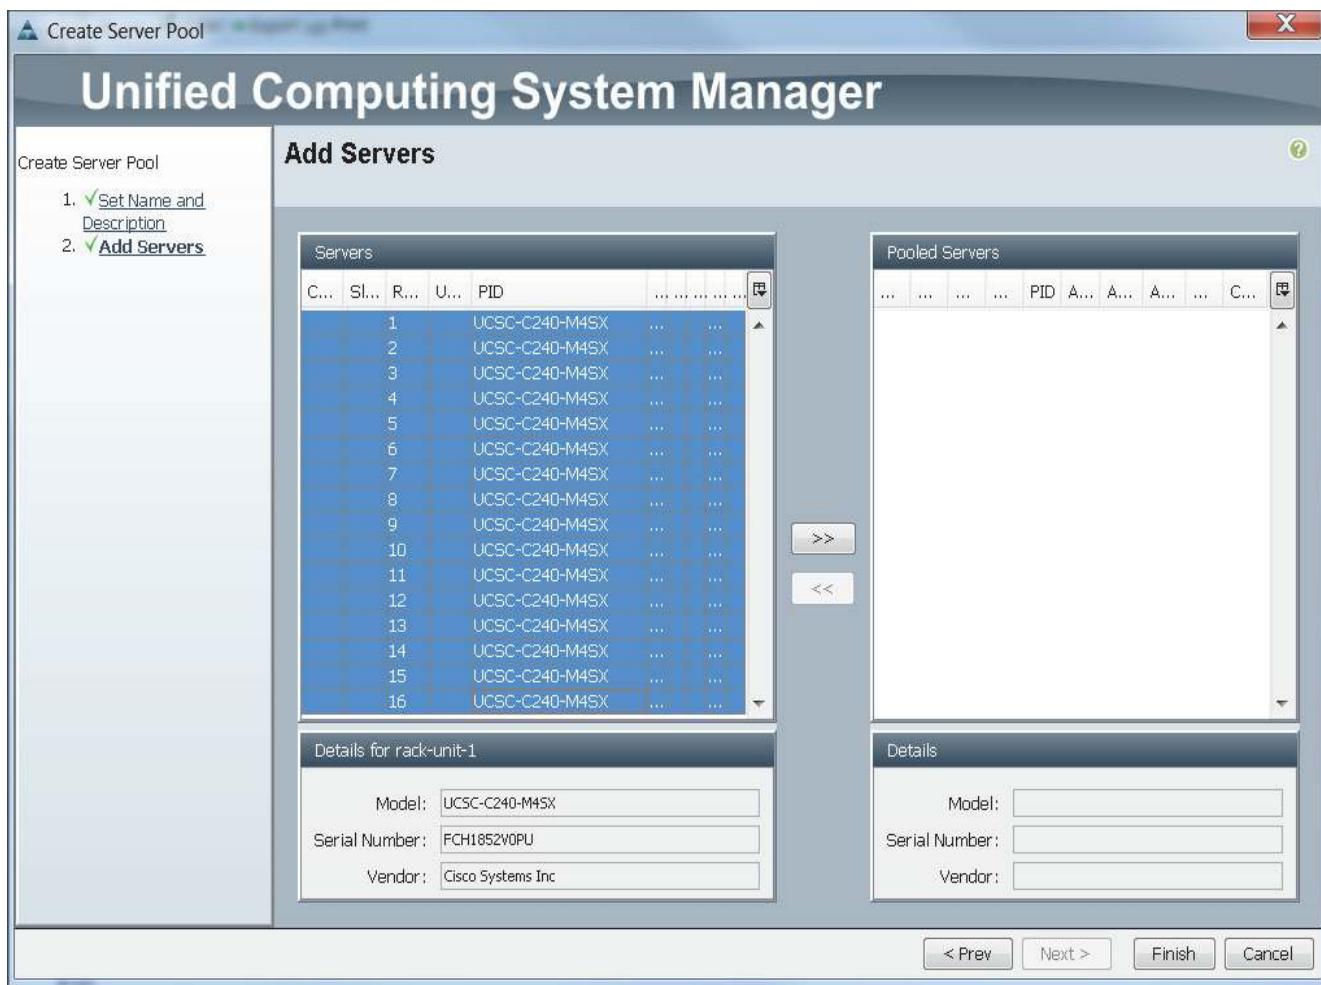 Create Server Pool
Unified Computing System Manager
Create Server Pool
1. √Set Name and
Description
2. √Add Servers
Add Servers
?
Servers
C... Sl... R... U... PID ... ... ... ... ...
1 UCSC-C240-M4SX ... ...
2 UCSC-C240-M4SX ... ...
3 UCSC-C240-M4SX ... ...
4 UCSC-C240-M4SX ... ...
5 UCSC-C240-M4SX ... ...
6 UCSC-C240-M4SX ... ...
7 UCSC-C240-M4SX ... ...
8 UCSC-C240-M4SX ... ...
9 UCSC-C240-M4SX ... ...
10 UCSC-C240-M4SX ... ...
11 UCSC-C240-M4SX ... ...
12 UCSC-C240-M4SX ... ...
13 UCSC-C240-M4SX ... ...
14 UCSC-C240-M4SX ... ...
15 UCSC-C240-M4SX ... ...
16 UCSC-C240-M4SX ... ...
Details for rack-unit-1
Model: UCSC-C240-M4SX
Serial Number: FCH1852V0PU
Vendor: Cisco Systems Inc
>>
<<
Pooled Servers
... ... ... ... PID A... A... A... ... C...
Details
Model:
Serial Number:
Vendor:
< Prev Next > Finish Cancel